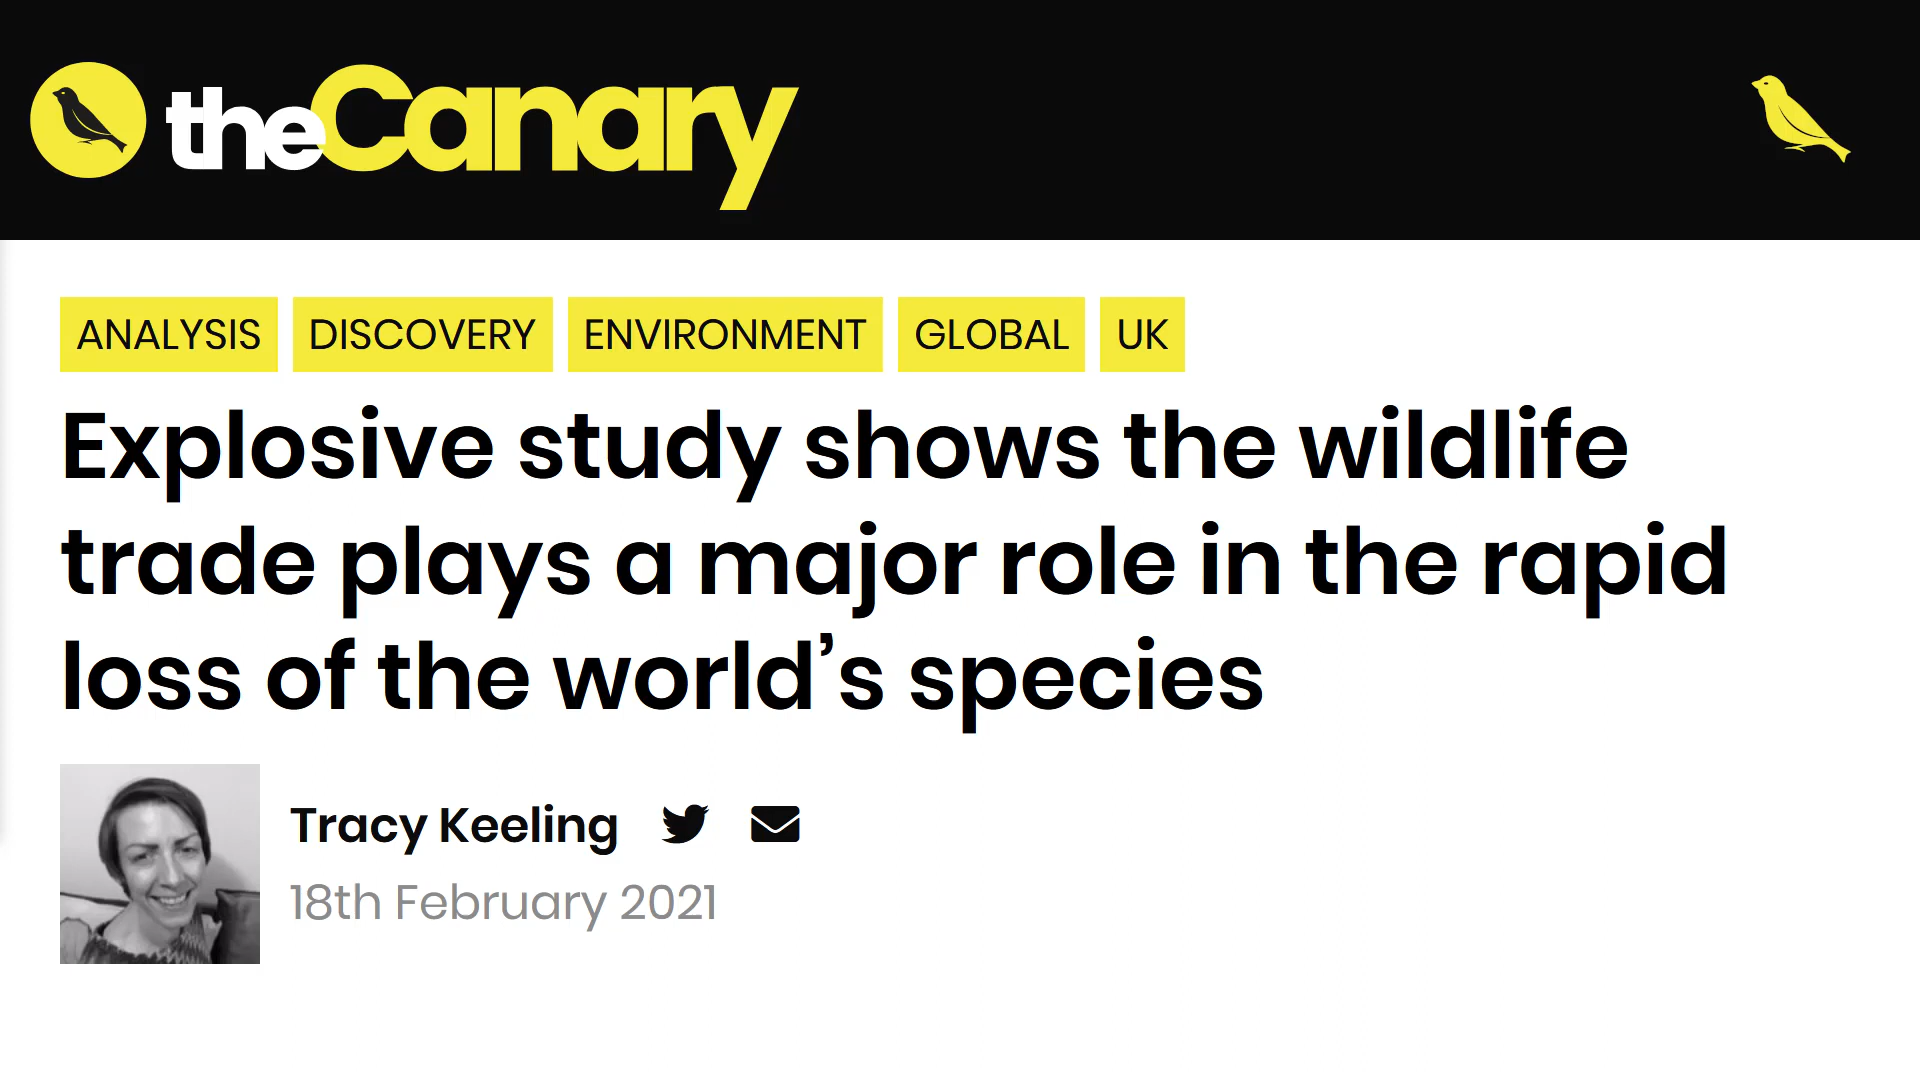 theCanary
ANALYSIS DISCOVERY ENVIRONMENT GLOBAL UK
Explosive study shows the wildlife
trade plays a major role in the rapid
loss of the world’s species
Tracy Keeling
18th February 2021